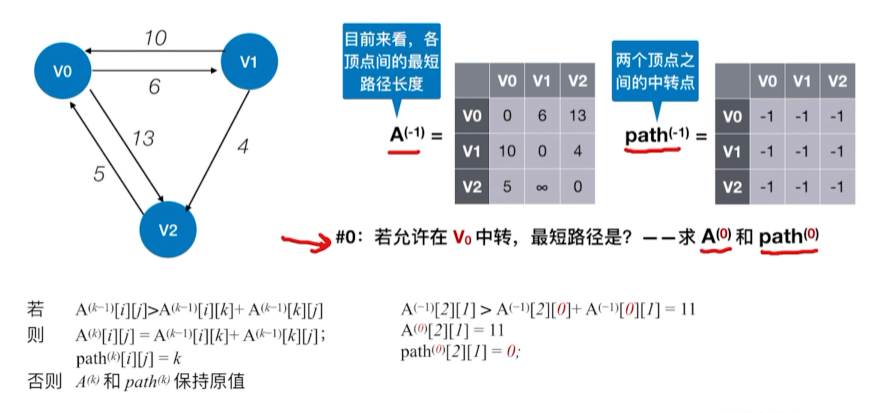 V0
V1
V2
10
6
13
5
4
目前来看，各
顶点间的最短
路径长度
A(-1) =
V0 V1 V2
V0 0 6 13
V1 10 0 4
V2 5 ∞ 0
两个顶点之
间的中转点
path(-1) =
V0 V1 V2
V0 -1 -1 -1
V1 -1 -1 -1
V2 -1 -1 -1
#0：若允许在 V0 中转，最短路径是？——求 A(0) 和 path(0)
若 A(k−1)[i][j]>A(k−1)[i][k]+ A(k−1)[k][j]
则 A(k)[i][j] = A(k−1)[i][k]+ A(k−1)[k][j]；
path(k)[i][j] = k
否则 A(k) 和 path(k) 保持原值
A(−1)[2][1] > A(−1)[2][0]+ A(−1)[0][1] = 11
A(0)[2][1] = 11
path(0)[2][1] = 0;